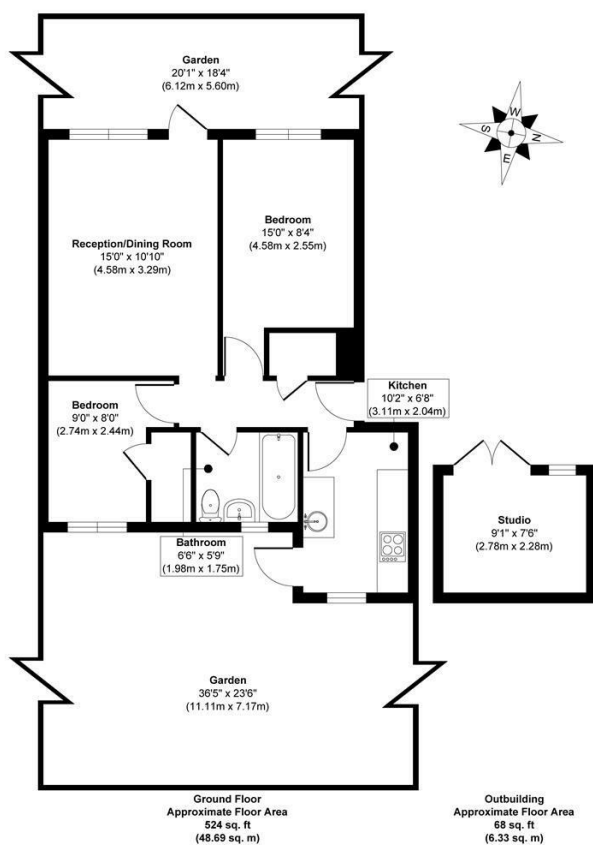 Garden
20'1" x 18'4"
(6.12m x 5.60m)
W
S
N
E
Bedroom
15'0" x 8'4"
(4.58m x 2.55m)
Reception/Dining Room
15'0" x 10'10"
(4.58m x 3.29m)
Kitchen
10'2" x 6'8"
(3.11m x 2.04m)
Bedroom
9'0" x 8'0"
(2.74m x 2.44m)
Studio
9'1" x 7'6"
(2.78m x 2.28m)
Bathroom
6'6" x 5'9"
(1.98m x 1.75m)
Garden
36'5" x 23'6"
(11.11m x 7.17m)
Ground Floor
Approximate Floor Area
524 sq. ft
(48.69 sq. m)
Outbuilding
Approximate Floor Area
68 sq. ft
(6.33 sq. m)